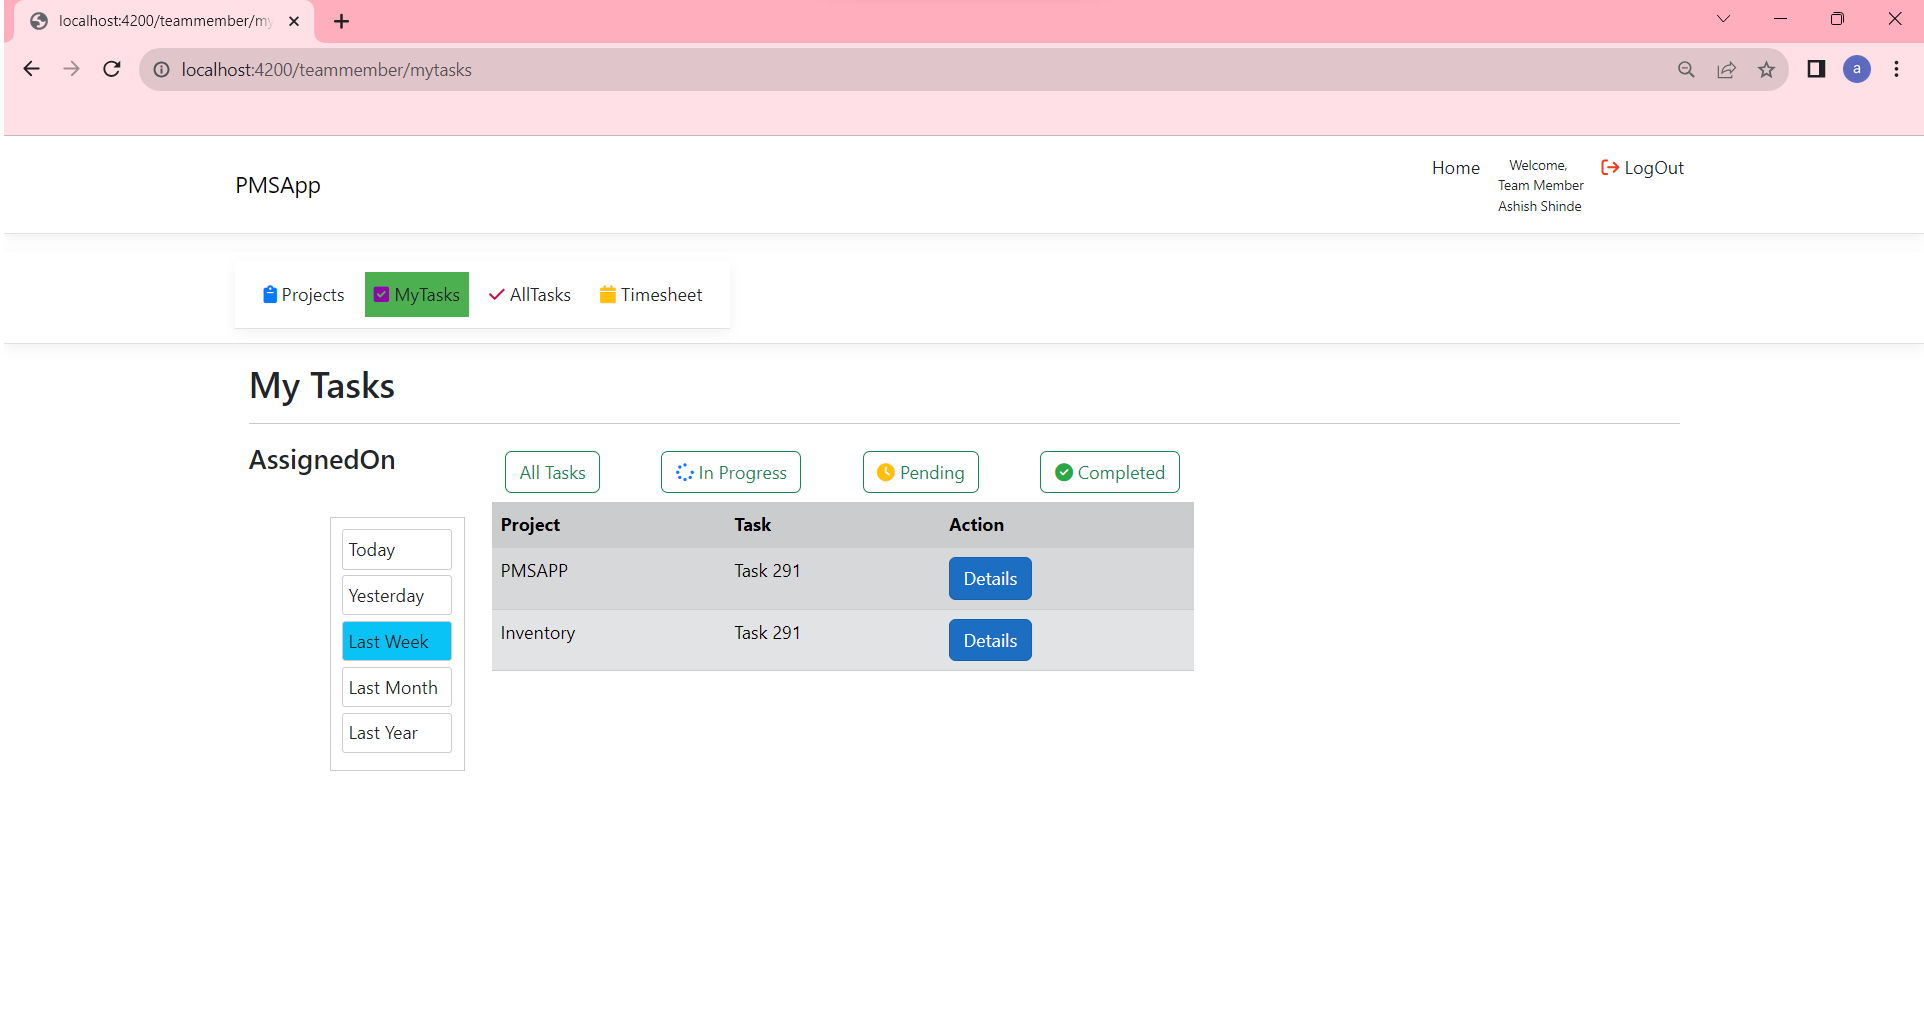 localhost:4200/teammember/my
localhost:4200/teammember/mytasks
a
PMSApp
Home
Welcome,
Team Member
Ashish Shinde
LogOut
Projects
MyTasks
AllTasks
Timesheet
My Tasks
AssignedOn
All Tasks
In Progress
Pending
Completed
Project Task Action
PMSAPP Task 291 Details
Inventory Task 291 Details
Today
Yesterday
Last Week
Last Month
Last Year